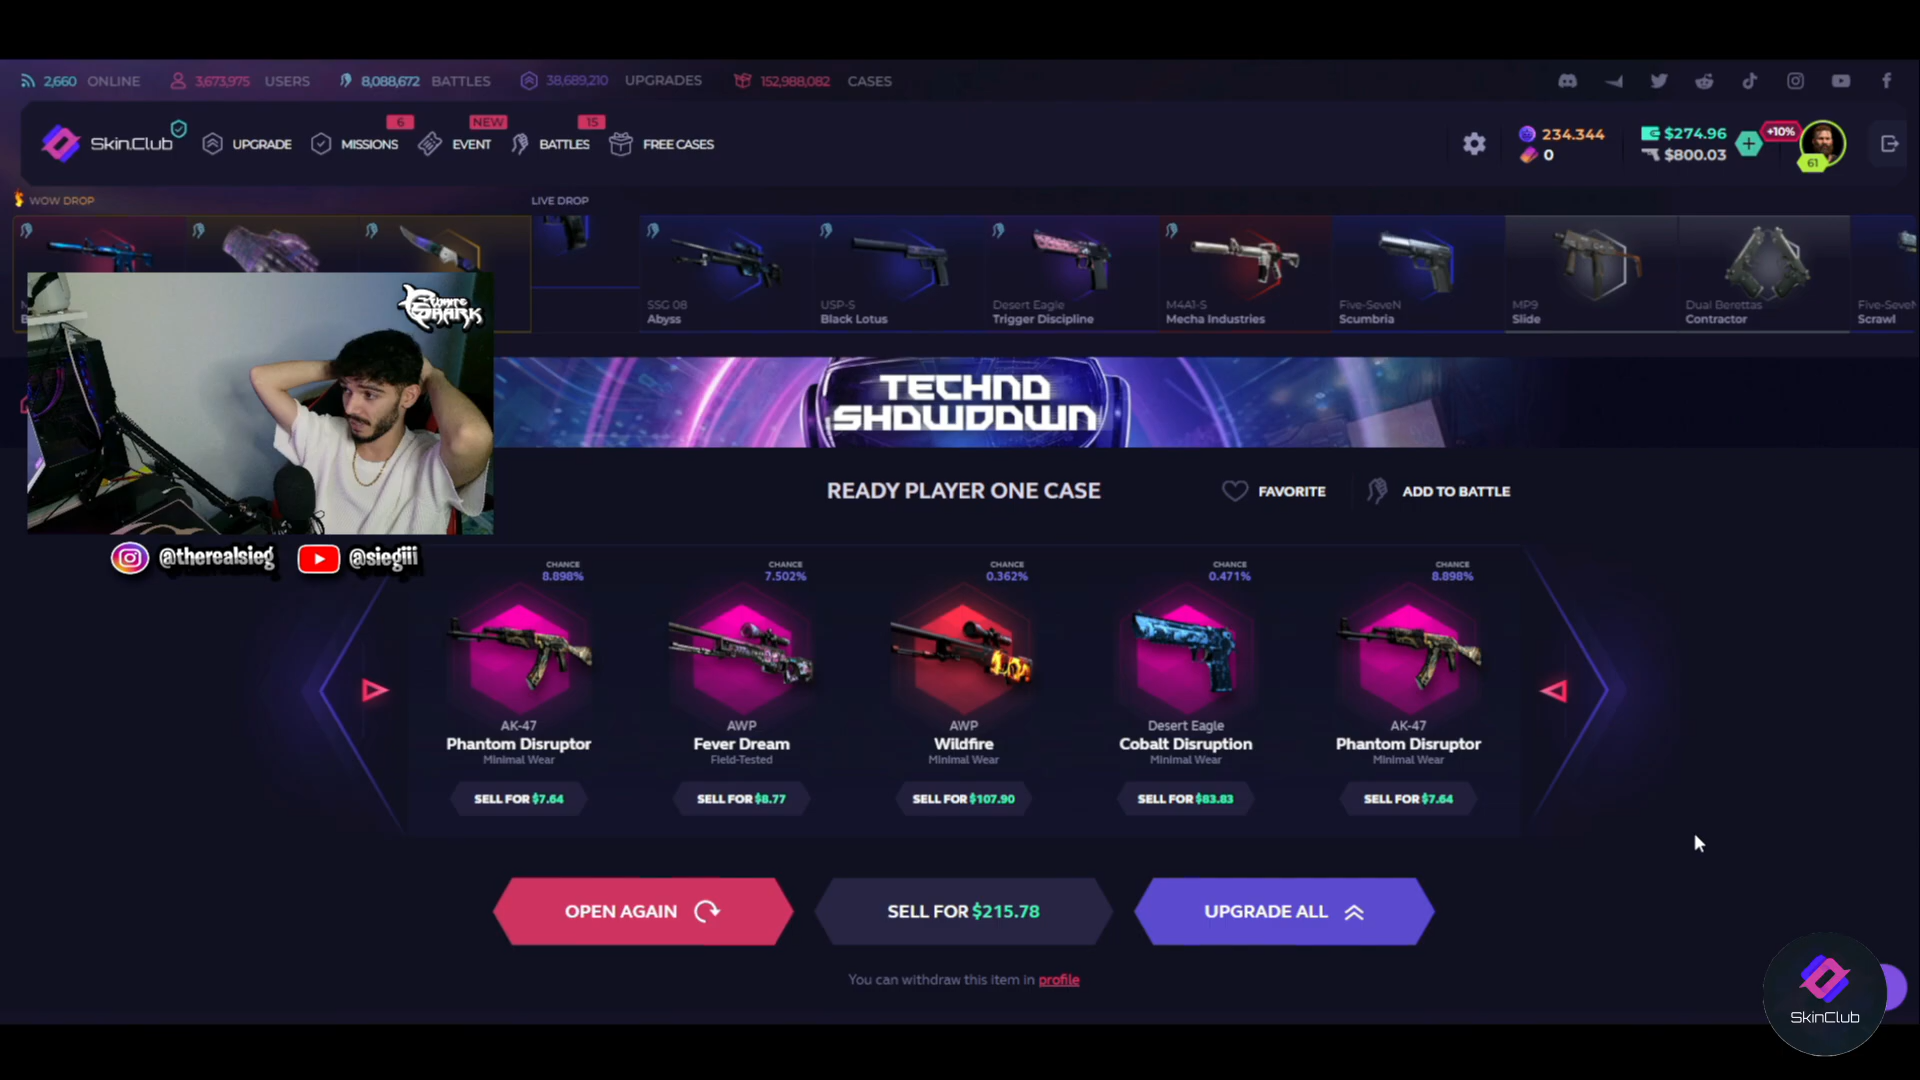 2,660 ONLINE 3,673,975 USERS 8,088,672 BATTLES 38,689,210 UPGRADES 152,988,082 CASES
Skin.Club UPGRADE MISSIONS 6 EVENT NEW BATTLES 15 FREE CASES
234.344 $274.96 +10%
0 $800.03 61
WOW DROP LIVE DROP
SSG 08 USP-S Desert Eagle M4A1-S Five-SeveN MP9 Dual Berettas Five-SeveN
Abyss Black Lotus Trigger Discipline Mecha Industries Scumbria Slide Contractor Scrawl
ZOMBIE
SHARK
TECHNO
SHOWDOWN
READY PLAYER ONE CASE FAVORITE ADD TO BATTLE
@therealsieg @siegiii
CHANCE CHANCE CHANCE CHANCE CHANCE
8.898% 7.502% 0.362% 0.471% 8.898%
AK-47 AWP AWP Desert Eagle AK-47
Phantom Disruptor Fever Dream Wildfire Cobalt Disruption Phantom Disruptor
Minimal Wear Field-Tested Minimal Wear Minimal Wear Minimal Wear
SELL FOR $7.64 SELL FOR $8.77 SELL FOR $107.90 SELL FOR $83.83 SELL FOR $7.64
OPEN AGAIN SELL FOR $215.78 UPGRADE ALL
You can withdraw this item in profile
SkinClub